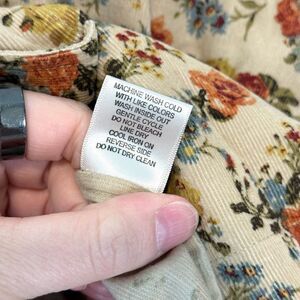 MACHINE WASH COLD
WITH LIKE COLORS
WASH INSIDE OUT
GENTLE CYCLE
DO NOT BLEACH
LINE DRY
COOL IRON ON
REVERSE SIDE
DO NOT DRY CLEAN